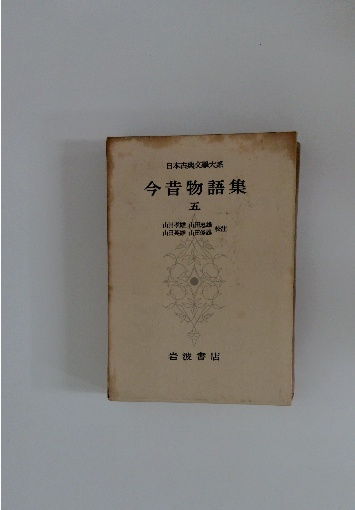 日本古典文學大系
今昔物語集
五
山田孝雄 山田忠雄
山田英雄 山田俊雄 校注
岩波書店